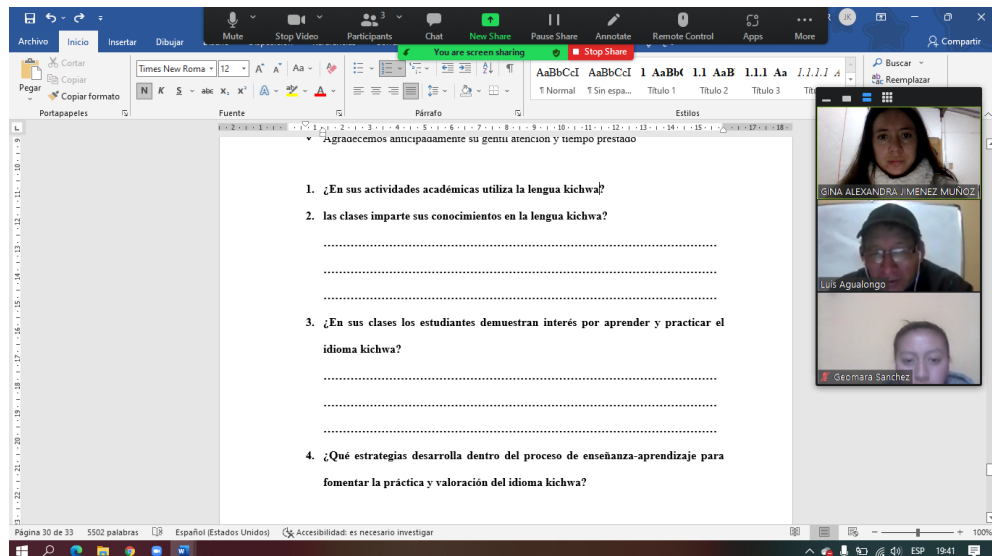 3
JK
Mute
Stop Video
Participants
Chat
New Share
Pause Share
Annotate
Remote Control
Apps
More
Archivo Inicio Insertar Dibujar
Compartir
You are screen sharing
Stop Share
Cortar
Copiar
Pegar
Copiar formato
Times New Roma 12
N K S abc
Buscar
Reemplazar
AaBbCcI AaBbCcI 1 AaBb( 1.1 AaB 1.1.1 Aa 1.1.1.1 A
¶ Normal ¶ Sin espa... Título 1 Título 2 Título 3
Portapapeles Fuente Párrafo Estilos
Agradecemos anticipadamente su gentil atención y tiempo prestado
1. ¿En sus actividades académicas utiliza la lengua kichwa?
2. las clases imparte sus conocimientos en la lengua kichwa?
3. ¿En sus clases los estudiantes demuestran interés por aprender y practicar el
idioma kichwa?
4. ¿Qué estrategias desarrolla dentro del proceso de enseñanza-aprendizaje para
fomentar la práctica y valoración del idioma kichwa?
GINA ALEXANDRA JIMENEZ MUÑOZ
Luis Agualongo
Geomara Sanchez
Página 30 de 33 5502 palabras Español (Estados Unidos) Accesibilidad: es necesario investigar 100%
ESP 19:41